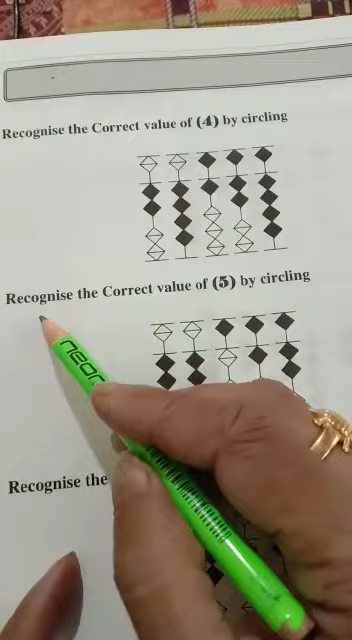 Recognise the Correct value of (4) by circling
Recognise the Correct value of (5) by circling
neon
Recognise the